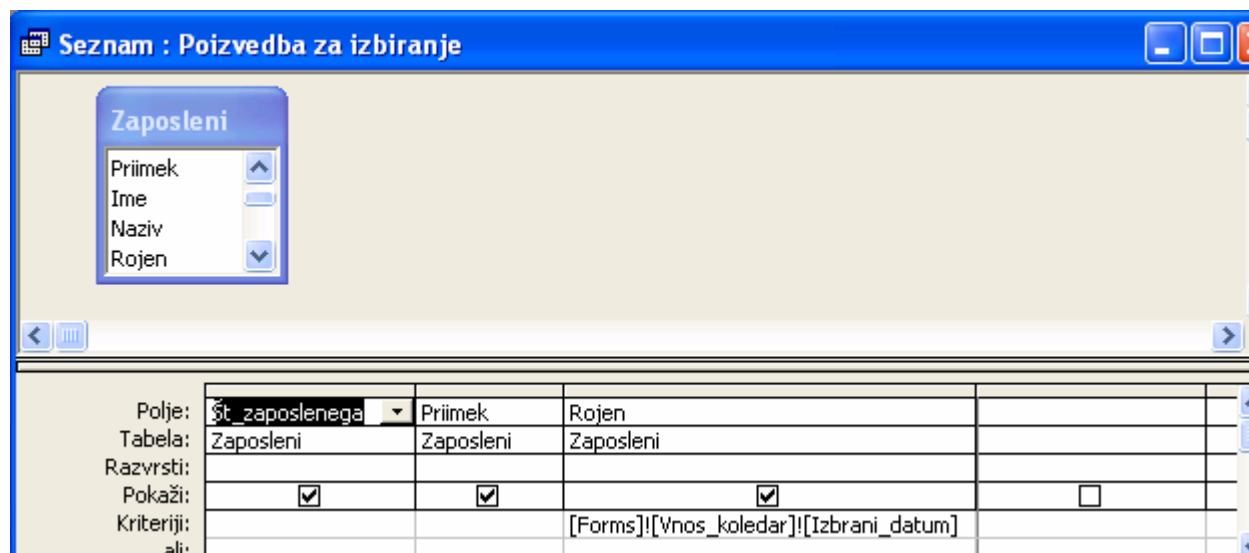 Seznam : Poizvedba za izbiranje
Zaposleni
Priimek
Ime
Naziv
Rojen
Polje: Št_zaposlenega Priimek Rojen
Tabela: Zaposleni Zaposleni Zaposleni
Razvrsti:
Pokaži:
Kriteriji: [Forms]![Vnos_koledar]![Izbrani_datum]
ali: